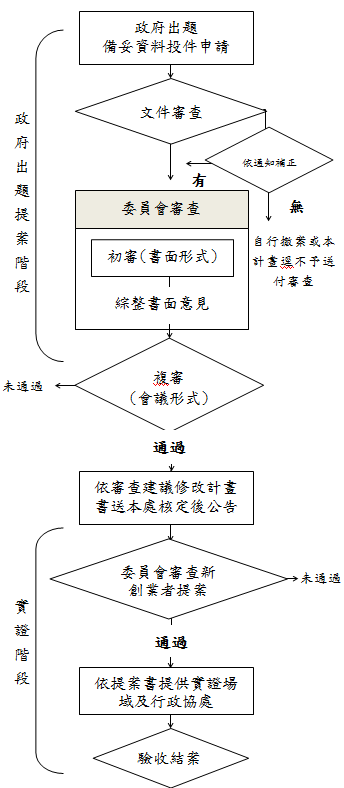 政府出題
備妥資料投件申請
文件審查
依通知補正
有
無
自行撤案或本
計畫逕不予送
付審查
委員會審查
初審(書面形式)
綜整書面意見
政府出題提案階段
複審
(會議形式)
未通過
通過
依審查建議修改計畫
書送本處核定後公告
委員會審查新
創業者提案
未通過
通過
實證階段
依提案書提供實證場
域及行政協處
驗收結案